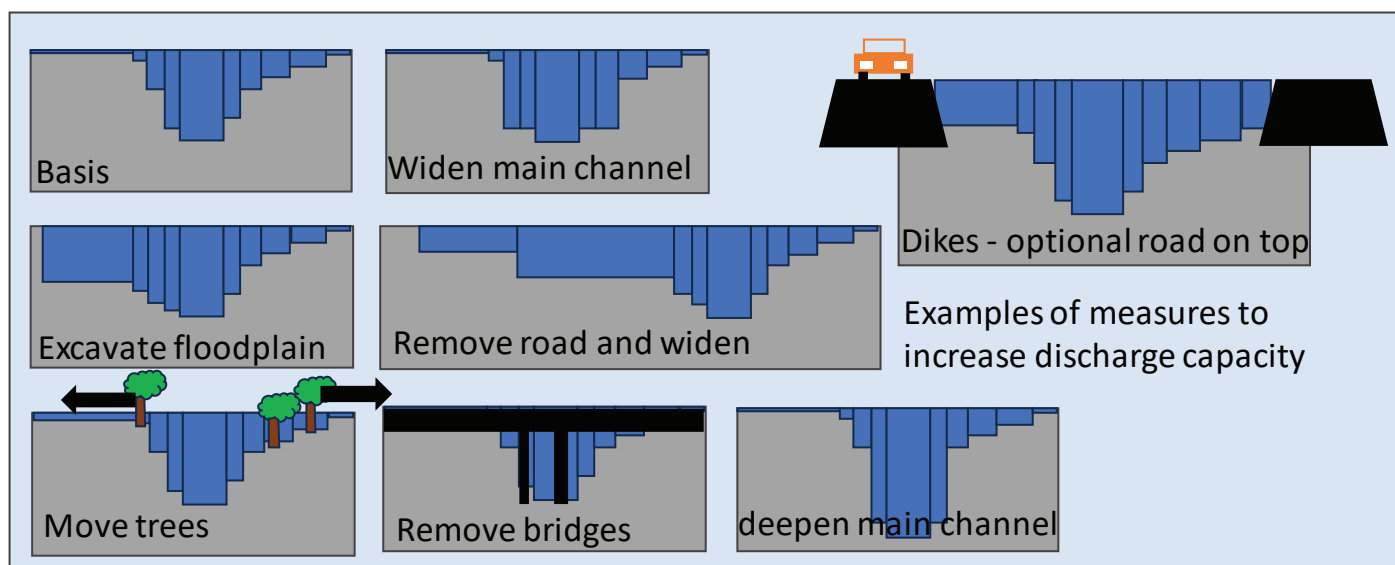 Basis
Widen main channel
Dikes - optional road on top
Excavate floodplain
Remove road and widen
Examples of measures to
increase discharge capacity
Move trees
Remove bridges
deepen main channel